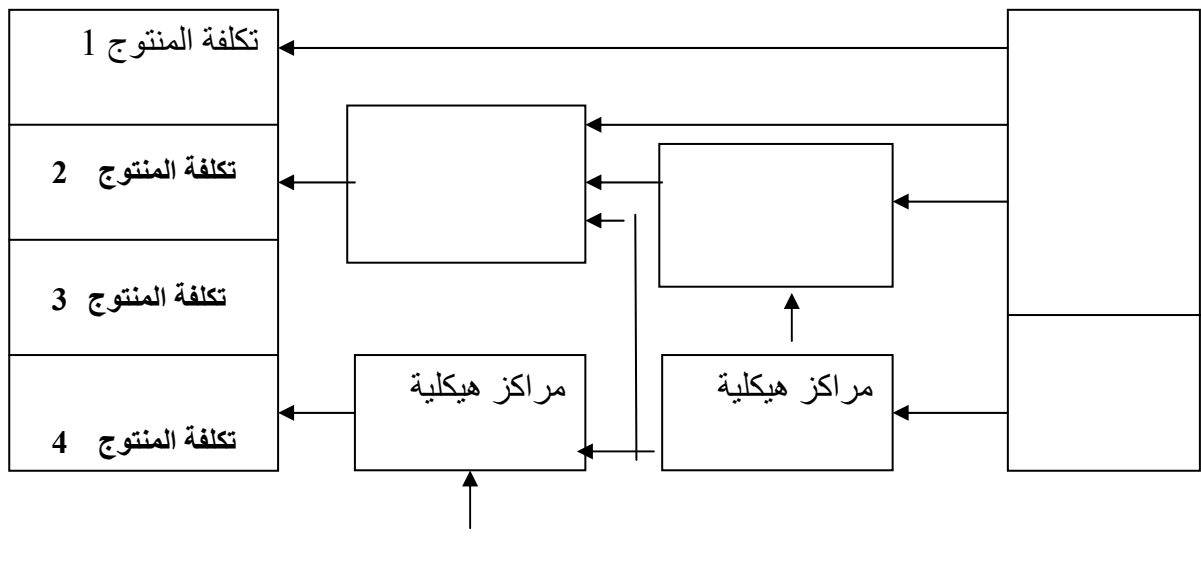 تكلفة المنتوج 1
تكلفة المنتوج 2
تكلفة المنتوج 3
مراكز هيكلية
مراكز هيكلية
تكلفة المنتوج 4